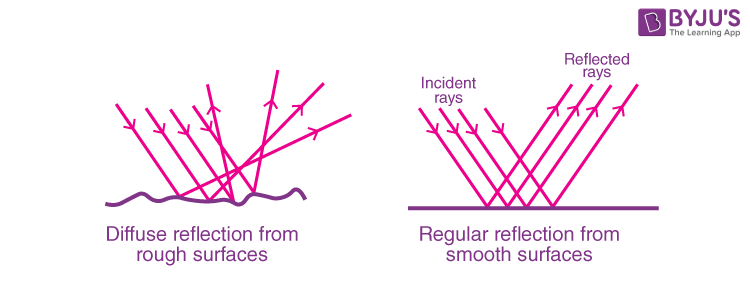 BYJU'S
The Learning App
Incident
rays
Reflected
rays
Diffuse reflection from
rough surfaces
Regular reflection from
smooth surfaces